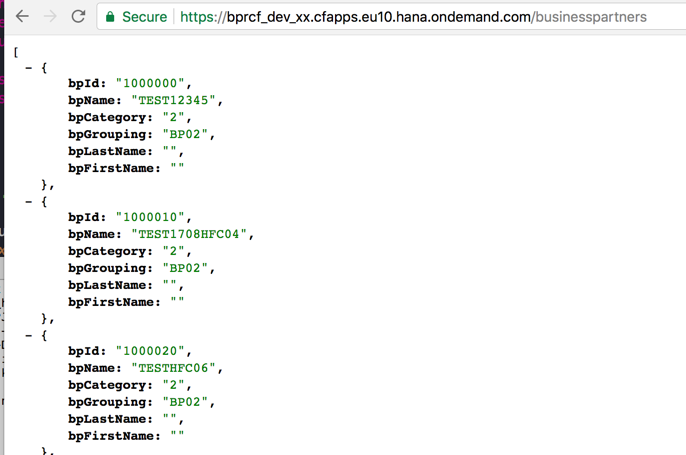 Secure https://bprcf_dev_xx.cfapps.eu10.hana.ondemand.com/businesspartners
[
- {
bpId: "1000000",
bpName: "TEST12345",
bpCategory: "2",
bpGrouping: "BP02",
bpLastName: "",
bpFirstName: ""
},
- {
bpId: "1000010",
bpName: "TEST1708HFC04",
bpCategory: "2",
bpGrouping: "BP02",
bpLastName: "",
bpFirstName: ""
},
- {
bpId: "1000020",
bpName: "TESTHFC06",
bpCategory: "2",
bpGrouping: "BP02",
bpLastName: "",
bpFirstName: ""
},